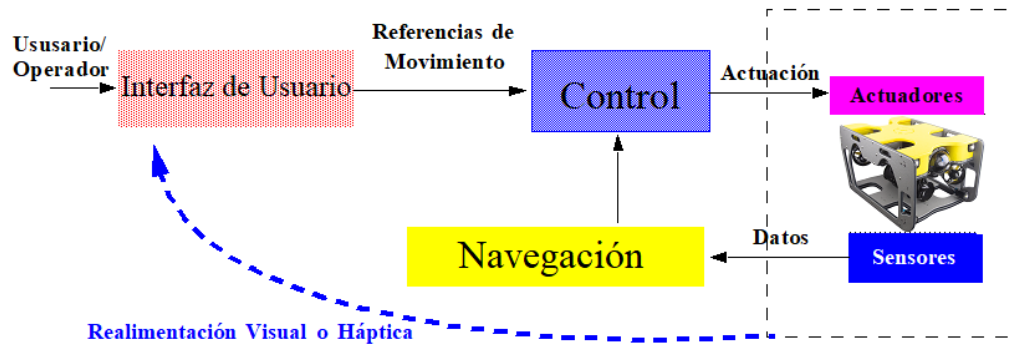 Ususario/
Operador
Interfaz de Usuario
Referencias de
Movimiento
Control
Actuación
Actuadores
Navegación
Datos
Sensores
Realimentación Visual o Háptica